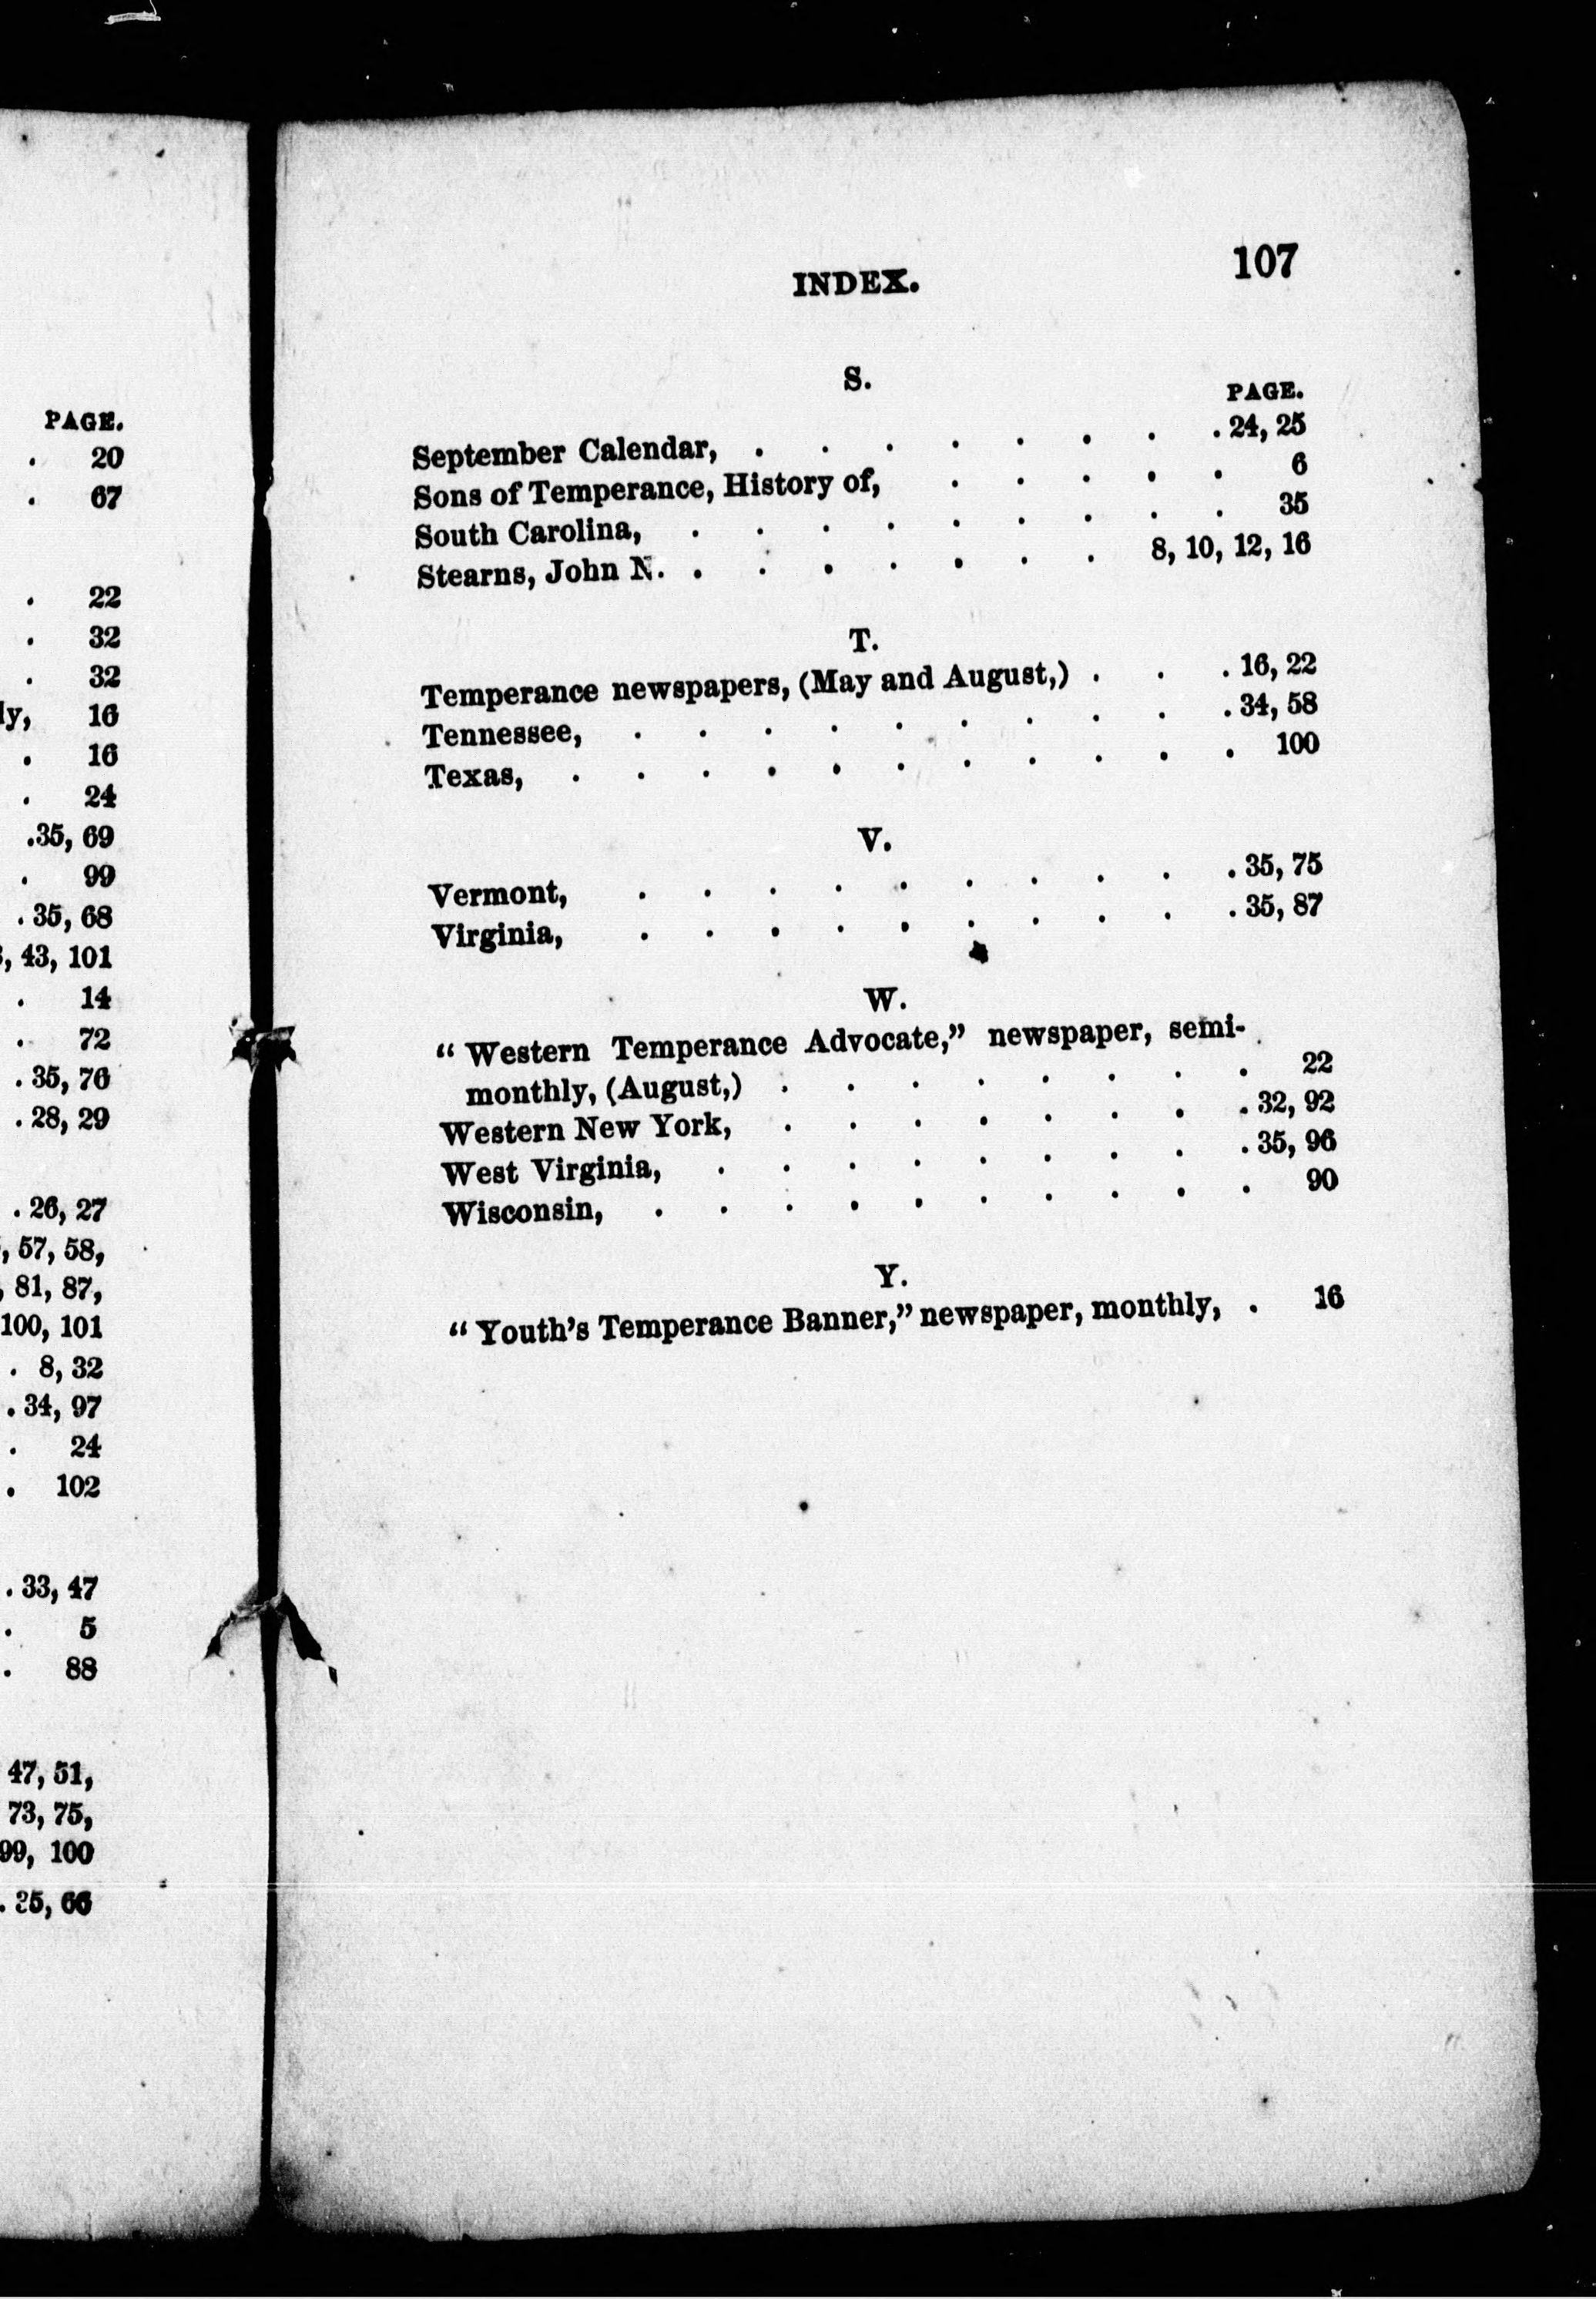 PAGE.
. 20
. 67
. 22
. 32
. 32
ly, 16
. 16
. 24
.35, 69
. 99
. 35, 68
, 43, 101
. 14
. 72
. 35, 76
. 28, 29
. 26, 27
, 57, 58,
, 81, 87,
100, 101
. 8, 32
. 34, 97
. 24
. 102
. 33, 47
. 5
. 88
47, 51,
73, 75,
99, 100
. 35, 66
INDEX. 107
S.
PAGE.
September Calendar, . . . . . . . . 24, 25
Sons of Temperance, History of, . . . . . 6
South Carolina, . . . . . . . . . 35
Stearns, John N. . . . . . . . 8, 10, 12, 16
T.
Temperance newspapers, (May and August,) . . . 16, 22
Tennessee, . . . . . . . . . . 34, 58
Texas, . . . . . . . . . . . 100
V.
Vermont, . . . . . . . . . . 35, 75
Virginia, . . . . . . . . . . 35, 87
W.
“ Western Temperance Advocate,” newspaper, semi-
monthly, (August,) . . . . . . . . 22
Western New York, . . . . . . . . 32, 92
West Virginia, . . . . . . . . . 35, 96
Wisconsin, . . . . . . . . . . 90
Y.
“ Youth’s Temperance Banner,” newspaper, monthly, . 16